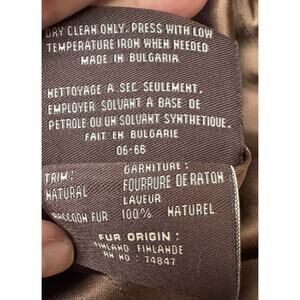 DRY CLEAN ONLY. PRESS WITH LOW
TEMPERATURE IRON WHEN NEEDED
MADE IN BULGARIA
NETTOYAGE A SEC SEULEMENT.
EMPLOYER SOLVANT A BASE DE
PETROLE OU UN SOLVANT SYNTHETIQUE.
FAIT EN BULGARIE
06-66
TRIM: GARNITURE:
NATURAL FOURRURE DE RATON
LAVEUR
RACCOON FUR 100% NATUREL
FUR ORIGIN:
FINLAND FINLANDE
RN NO: 74847